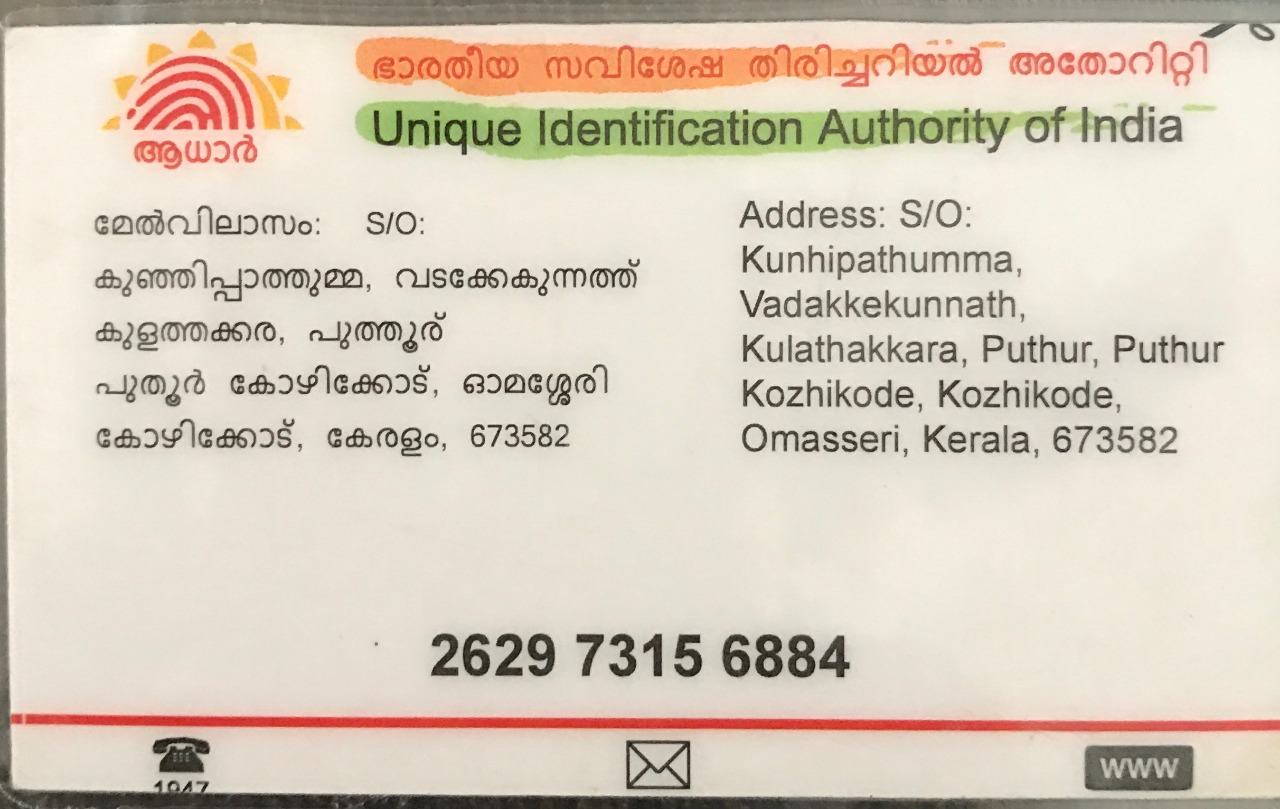 ഭാരതീയ സവിശേഷ തിരിച്ചറിയൽ അതോറിറ്റി
Unique Identification Authority of India
ആധാർ
മേൽവിലാസം: S/O:
കുഞ്ഞിപ്പാത്തുമ്മ, വടക്കേകുന്നത്ത്
കുളത്തക്കര, പുത്തൂര്
പുതൂർ കോഴിക്കോട്, ഓമശ്ശേരി
കോഴിക്കോട്, കേരളം, 673582
Address: S/O:
Kunhipathumma,
Vadakkekunnath,
Kulathakkara, Puthur, Puthur
Kozhikode, Kozhikode,
Omasseri, Kerala, 673582
2629 7315 6884
1947
www